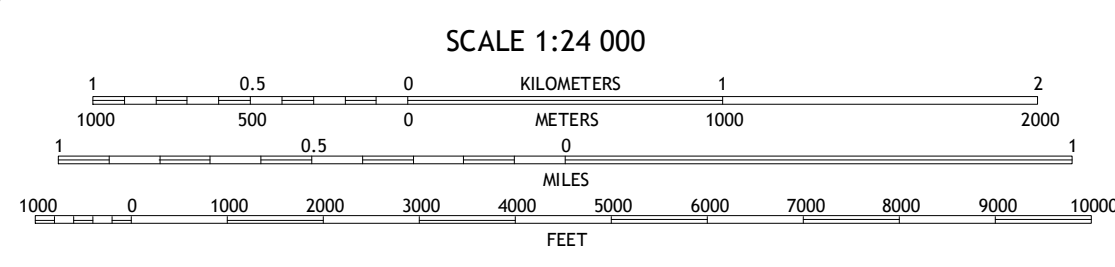 SCALE 1:24 000
1 0.5 0 KILOMETERS 1 2
1000 500 0 METERS 1000 2000
1 0.5 0 1
MILES
1000 0 1000 2000 3000 4000 5000 6000 7000 8000 9000 10000
FEET